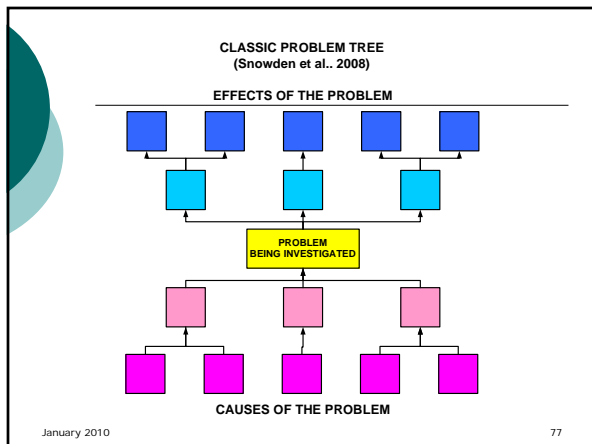 CLASSIC PROBLEM TREE
(Snowden et al.. 2008)
EFFECTS OF THE PROBLEM
PROBLEM
BEING INVESTIGATED
CAUSES OF THE PROBLEM
January 2010
77